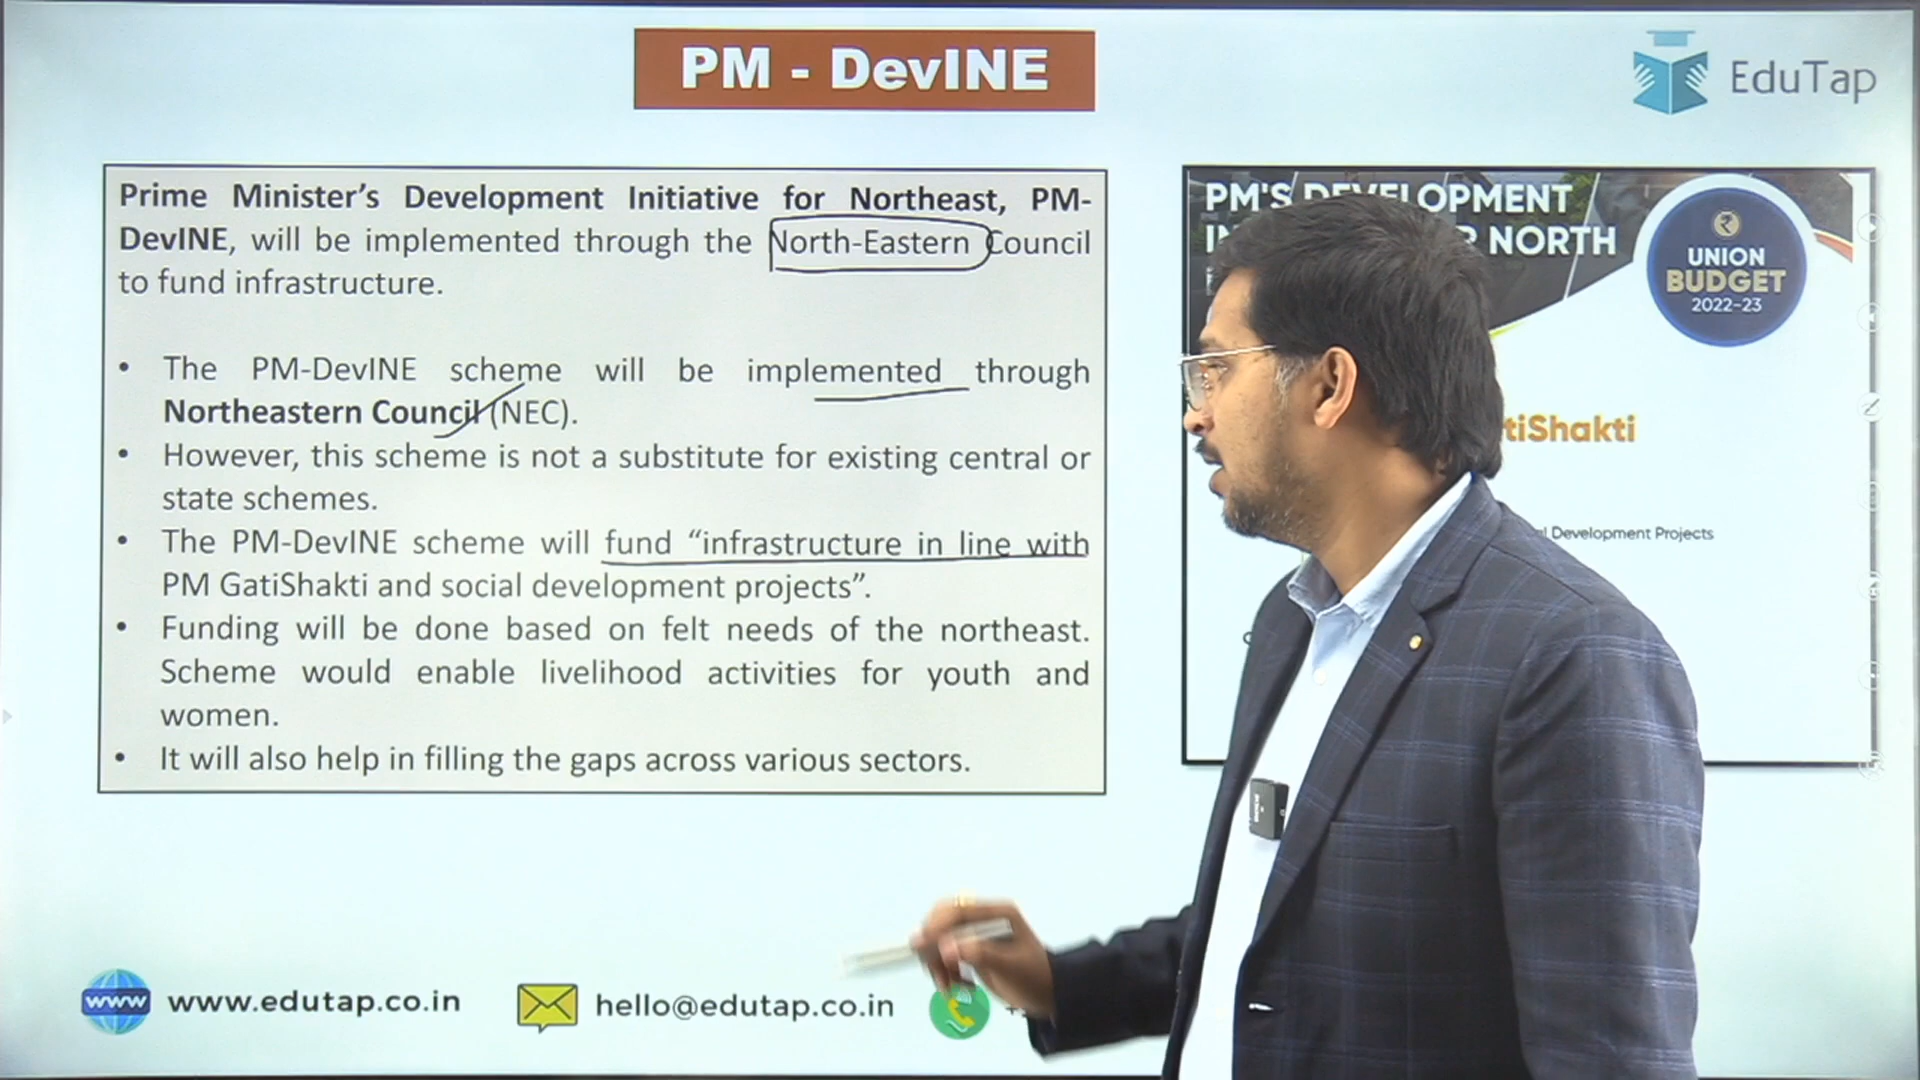 PM - DevINE
EduTap
Prime Minister's Development Initiative for Northeast, PM-
DevINE, will be implemented through the North-Eastern Council
to fund infrastructure.
• The PM-DevINE scheme will be implemented through
Northeastern Council (NEC).
• However, this scheme is not a substitute for existing central or
state schemes.
• The PM-DevINE scheme will fund “infrastructure in line with
PM GatiShakti and social development projects”.
• Funding will be done based on felt needs of the northeast.
Scheme would enable livelihood activities for youth and
women.
• It will also help in filling the gaps across various sectors.
PM'S DEVELOPMENT
NORTH
UNION
BUDGET
2022-23
tiShakti
Development Projects
www
www.edutap.co.in
hello@edutap.co.in